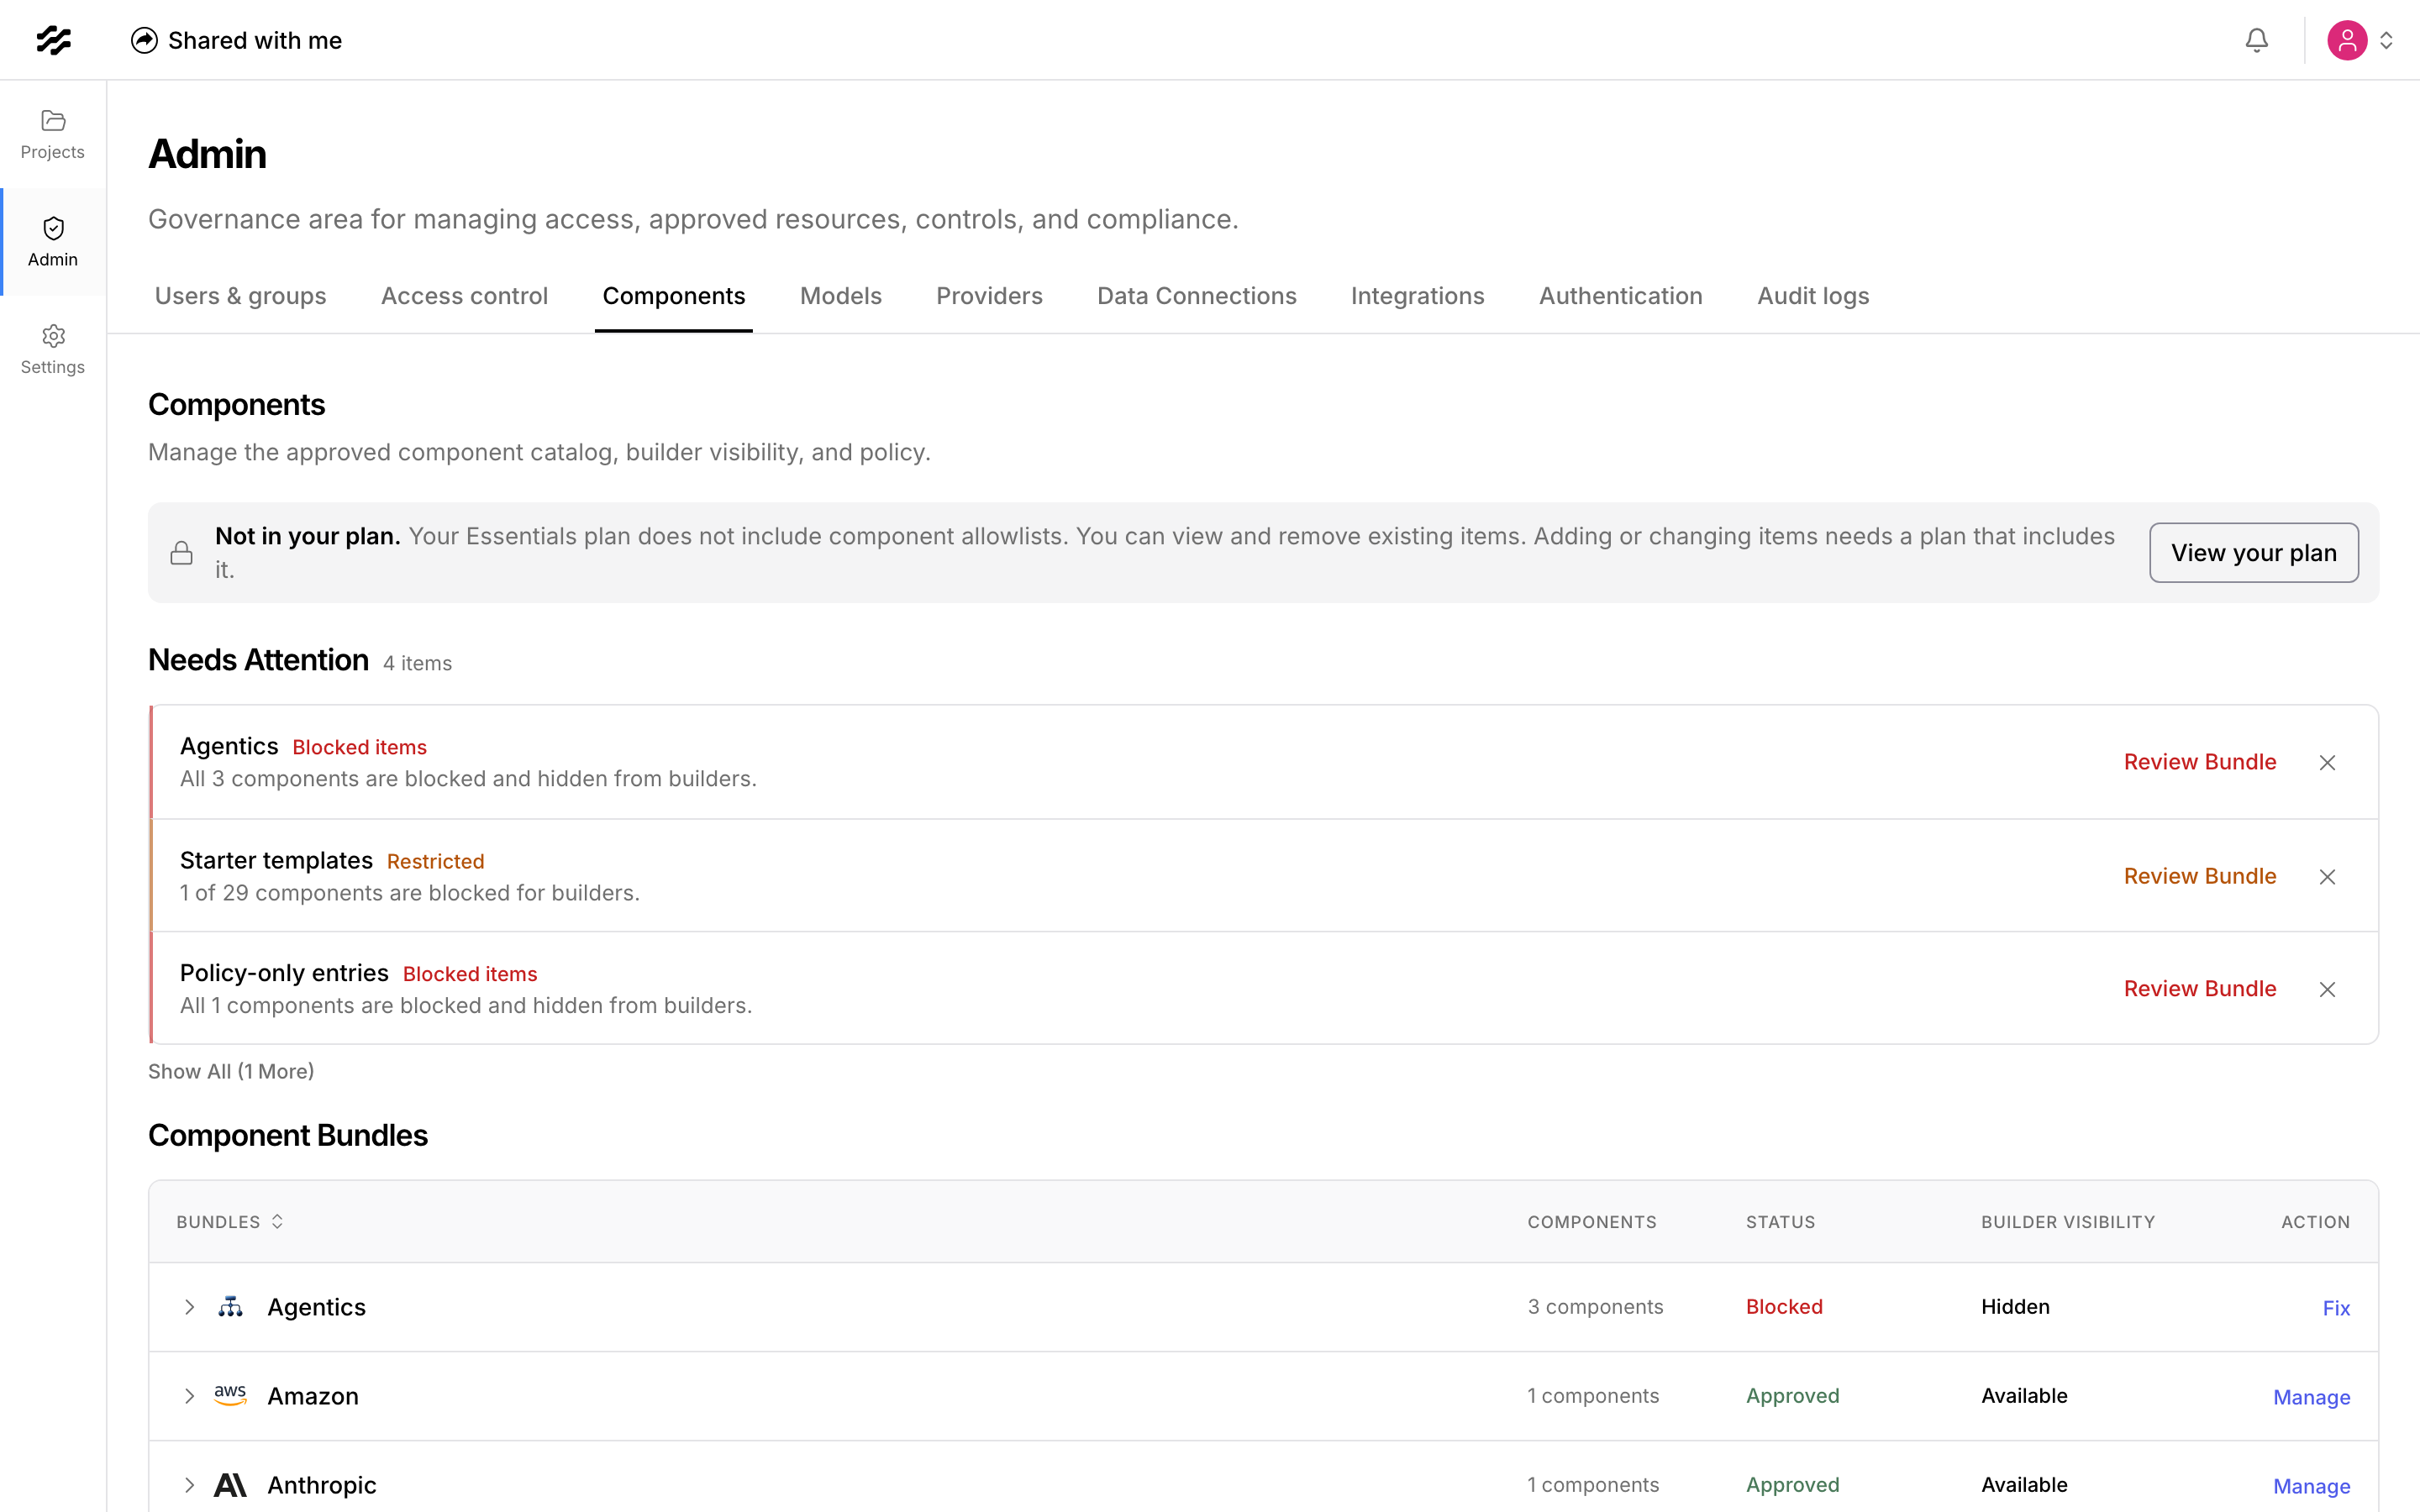 Shared with me
Projects
Admin
Settings
Admin
Governance area for managing access, approved resources, controls, and compliance.
Users & groups
Access control
Components
Models
Providers
Data Connections
Integrations
Authentication
Audit logs
Components
Manage the approved component catalog, builder visibility, and policy.
Not in your plan. Your Essentials plan does not include component allowlists. You can view and remove existing items. Adding or changing items needs a plan that includes
it.
View your plan
Needs Attention 4 items
Agentics Blocked items
All 3 components are blocked and hidden from builders.
Review Bundle
Starter templates Restricted
1 of 29 components are blocked for builders.
Review Bundle
Policy-only entries Blocked items
All 1 components are blocked and hidden from builders.
Review Bundle
Show All (1 More)
Component Bundles
BUNDLES COMPONENTS STATUS BUILDER VISIBILITY ACTION
Agentics 3 components Blocked Hidden Fix
aws Amazon 1 components Approved Available Manage
Anthropic 1 components Approved Available Manage